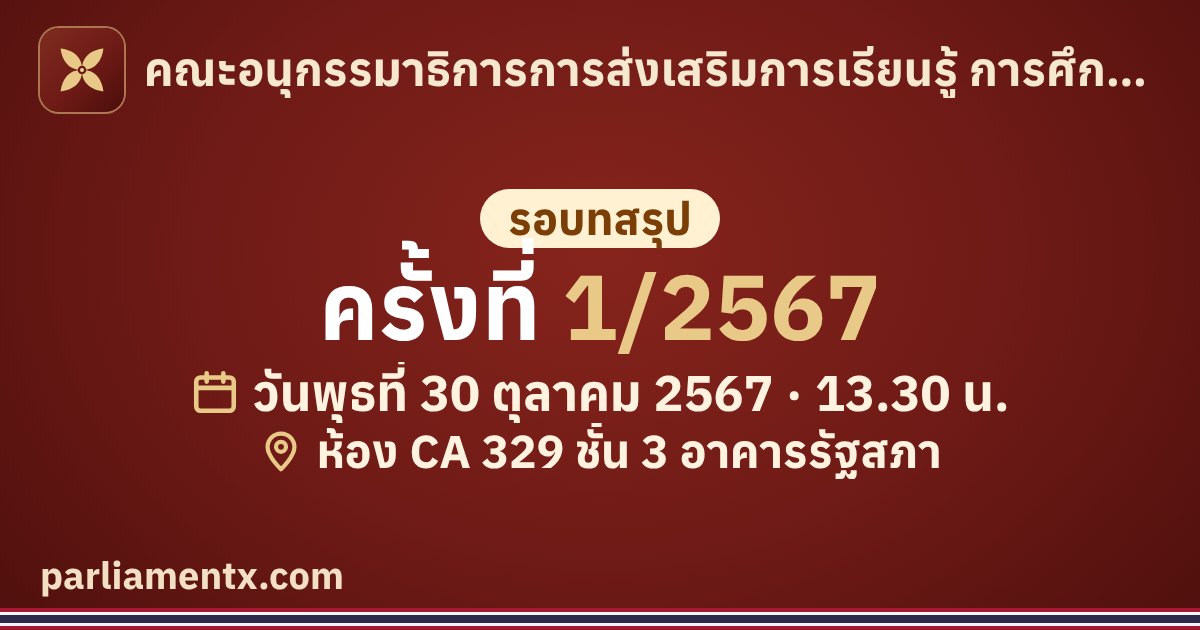 คณะอนุกรรมาธิการการส่งเสริมการเรียนรู้ การศึก...
รอบทสรุป
ครั้งที่ 1/2567
วันพุธที่ 30 ตุลาคม 2567 · 13.30 น.
ห้อง CA 329 ชั้น 3 อาคารรัฐสภา
parliamentx.com